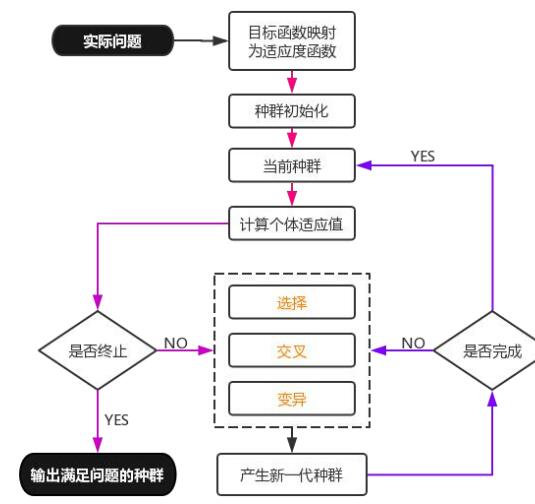 实际问题
目标函数映射
为适应度函数
种群初始化
当前种群
YES
计算个体适应值
选择
是否终止
NO
交叉
NO
是否完成
变异
YES
输出满足问题的种群
产生新一代种群